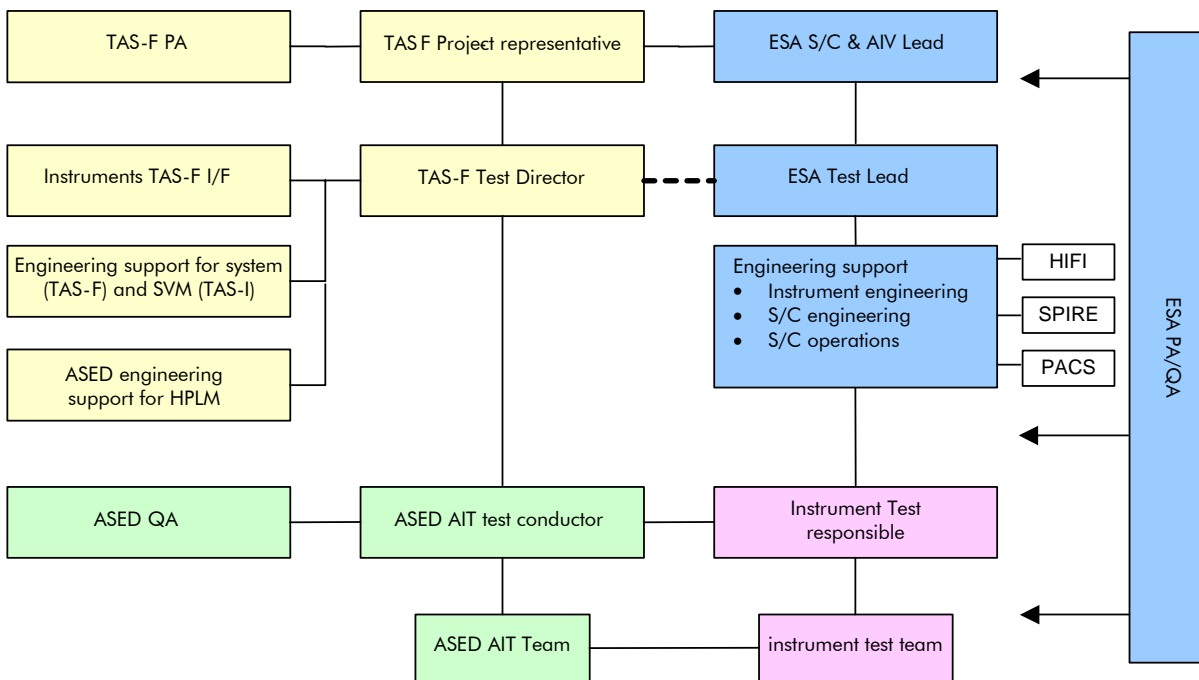 TAS-F PA
TAS F Project representative
ESA S/C & AIV Lead
Instruments TAS-F I/F
TAS-F Test Director
ESA Test Lead
Engineering support for system
(TAS-F) and SVM (TAS-I)
Engineering support
• Instrument engineering
• S/C engineering
• S/C operations
HIFI
SPIRE
PACS
ESA PA/QA
ASED engineering
support for HPLM
ASED QA
ASED AIT test conductor
Instrument Test
responsible
ASED AIT Team
instrument test team